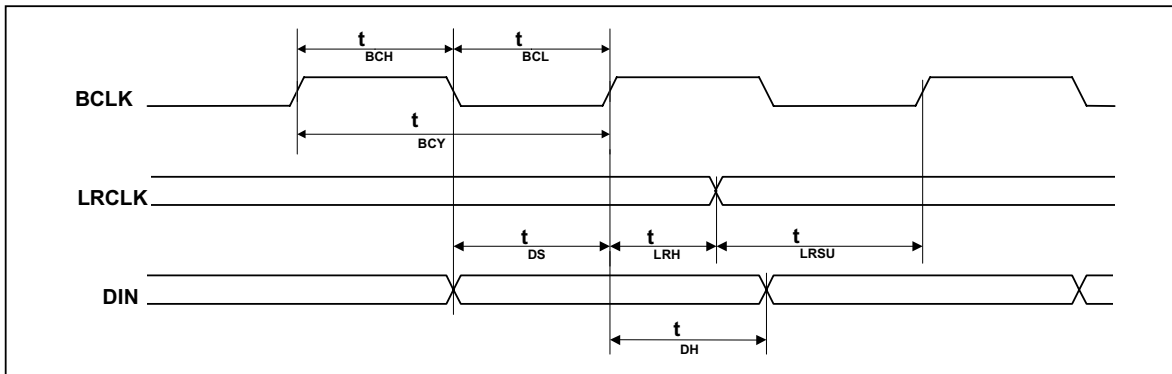 t BCH
t BCL
BCLK
t BCY
LRCLK
t DS
t LRH
t LRSU
DIN
t DH